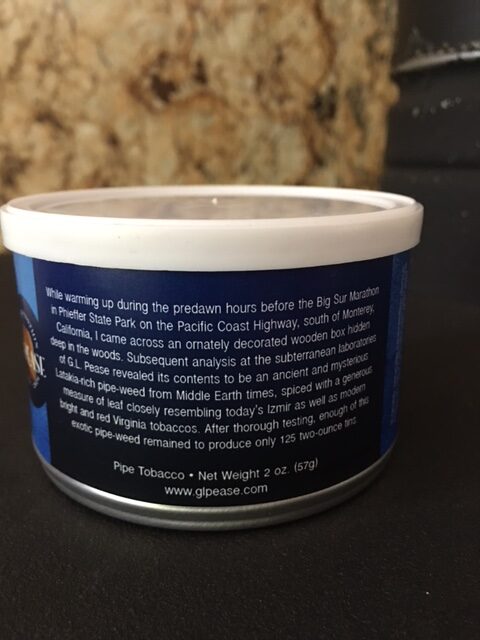 While warming up during the predawn hours before the Big Sur Marathon
in Phieffer State Park on the Pacific Coast Highway, south of Monterey,
California, I came across an ornately decorated wooden box hidden
deep in the woods. Subsequent analysis at the subterranean laboratories
of G.L. Pease revealed its contents to be an ancient and mysterious
Latakia-rich pipe-weed from Middle Earth times, spiced with a generous
measure of leaf closely resembling today's Izmir as well as modern
bright and red Virginia tobaccos. After thorough testing, enough of this
exotic pipe-weed remained to produce only 125 two-ounce tins.
Pipe Tobacco • Net Weight 2 oz. (57g)
www.glpease.com